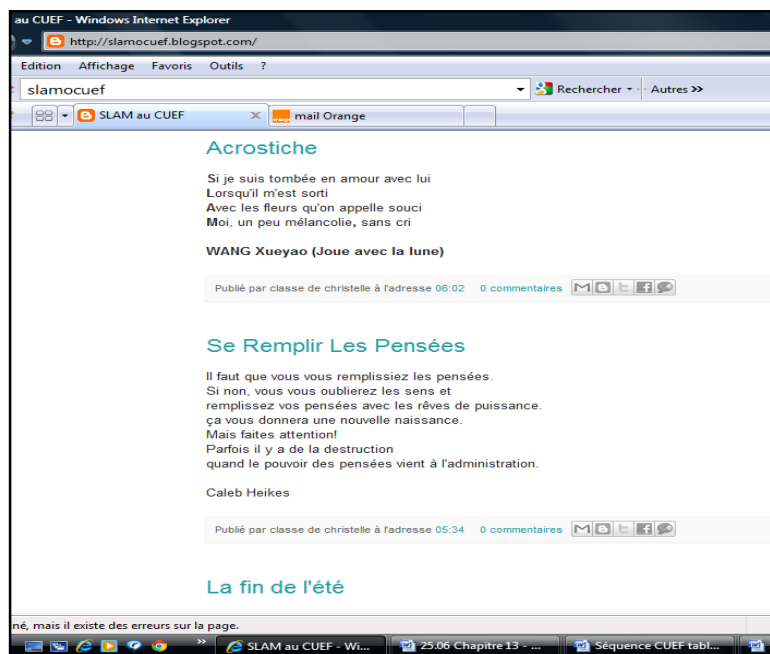 au CUEF - Windows Internet Explorer
http://slamocuef.blogspot.com/
Edition Affichage Favoris Outils ?
slamocuef Rechercher Autres »
SLAM au CUEF mail Orange
Acrostiche
Si je suis tombée en amour avec lui
Lorsqu'il m'est sorti
Avec les fleurs qu'on appelle souci
Moi, un peu mélancolie, sans cri
WANG Xueyao (Joue avec la lune)
Publié par classe de christelle à l'adresse 06:02 0 commentaires
Se Remplir Les Pensées
Il faut que vous vous remplissiez les pensées.
Si non, vous vous oublierez les sens et
remplissez vos pensées avec les rêves de puissance.
ça vous donnera une nouvelle naissance.
Mais faites attention!
Parfois il y a de la destruction
quand le pouvoir des pensées vient à l'administration.
Caleb Heikes
Publié par classe de christelle à l'adresse 05:34 0 commentaires
La fin de l'été
né, mais il existe des erreurs sur la page.
» SLAM au CUEF - Wi... 25.06 Chapitre 13 - ... Séquence CUEF tabl...